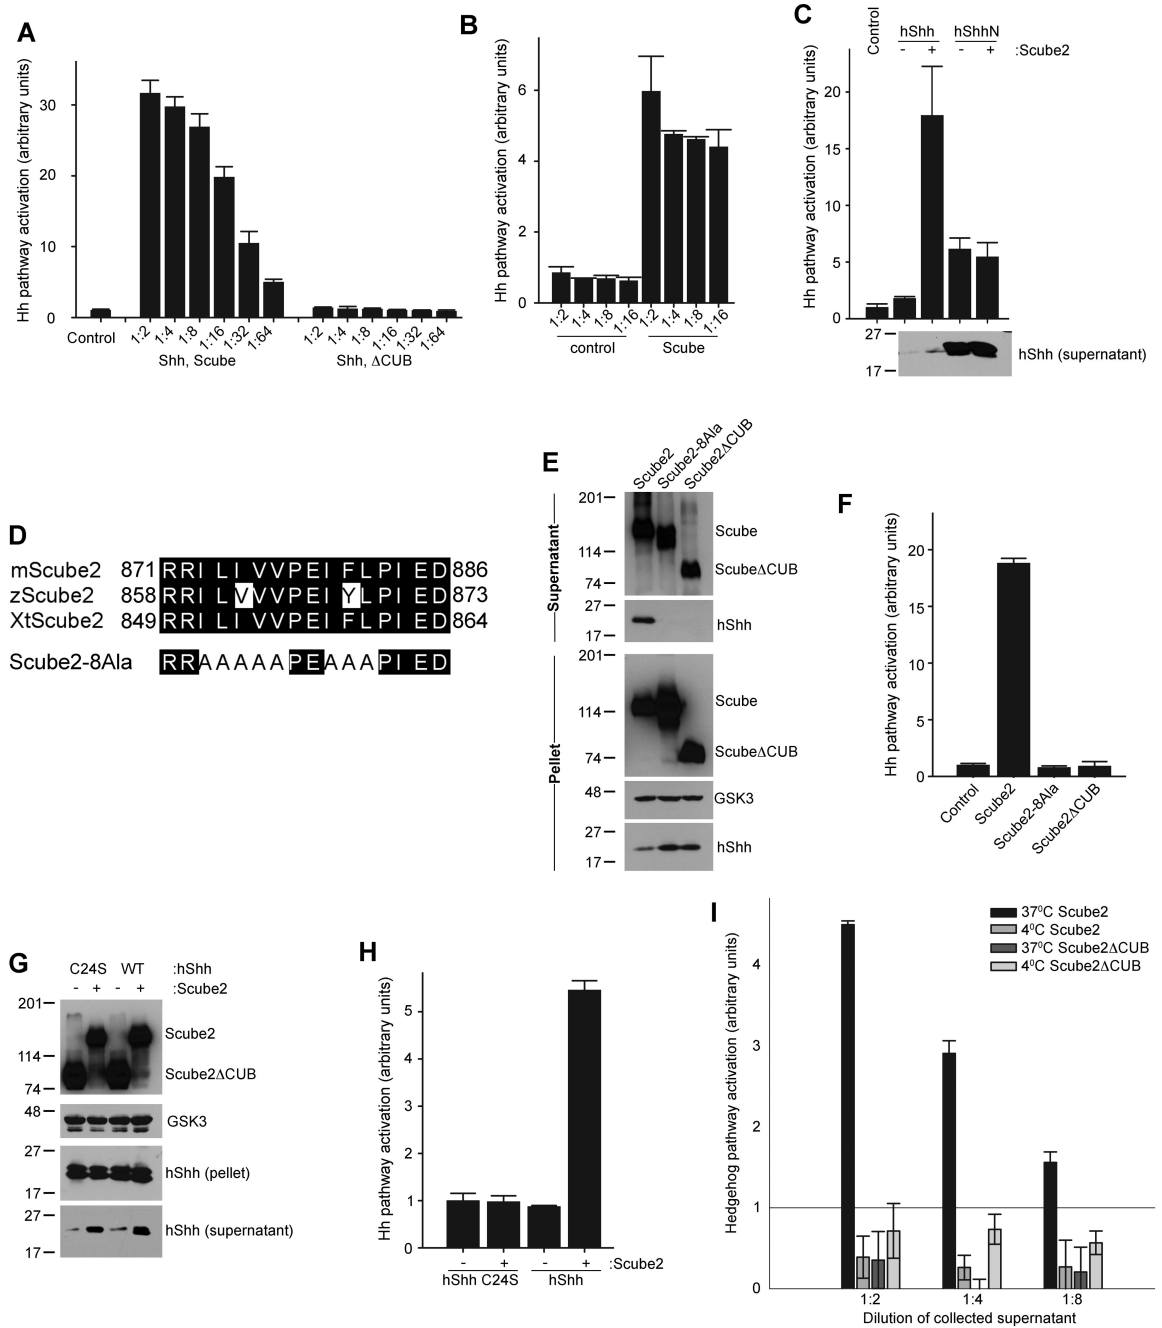 A
Hh pathway activation (arbitrary units)
30
20
10
0
Control
1:2
1:4
1:8
1:16
1:32
1:64
1:2
1:4
1:8
1:16
1:32
1:64
Shh, Scube
Shh, ΔCUB
B
Hh pathway activation (arbitrary units)
6
4
2
0
1:2
1:4
1:8
1:16
1:2
1:4
1:8
1:16
control
Scube
C
Control
hShh
hShhN
- + - + :Scube2
Hh pathway activation (arbitrary units)
20
15
10
5
0
27
17
hShh (supernatant)
D
mScube2 871 RRILIVVPEIFLPIED 886
zScube2 858 RRILVVVPEIYLPIED 873
XtScube2 849 RRILIVVPEIFLPIED 864
Scube2-8Ala RRAAAAAPEAAAPIED
E
Scube2
Scube2-8Ala
Scube2ΔCUB
Supernatant
201
114
74
Scube
ScubeΔCUB
27
17
hShh
Pellet
201
114
74
Scube
ScubeΔCUB
48
GSK3
27
17
hShh
F
Hh pathway activation (arbitrary units)
20
15
10
5
0
Control
Scube2
Scube2-8Ala
Scube2ΔCUB
G
C24S WT :hShh
- + - + :Scube2
201
114
74
Scube2
Scube2ΔCUB
48
GSK3
27
17
hShh (pellet)
27
17
hShh (supernatant)
H
Hh pathway activation (arbitrary units)
5
4
3
2
1
0
- + - + :Scube2
hShh C24S
hShh
I
Hedgehog pathway activation (arbitrary units)
4
3
2
1
0
37⁰C Scube2
4⁰C Scube2
37⁰C Scube2ΔCUB
4⁰C Scube2ΔCUB
1:2
1:4
1:8
Dilution of collected supernatant